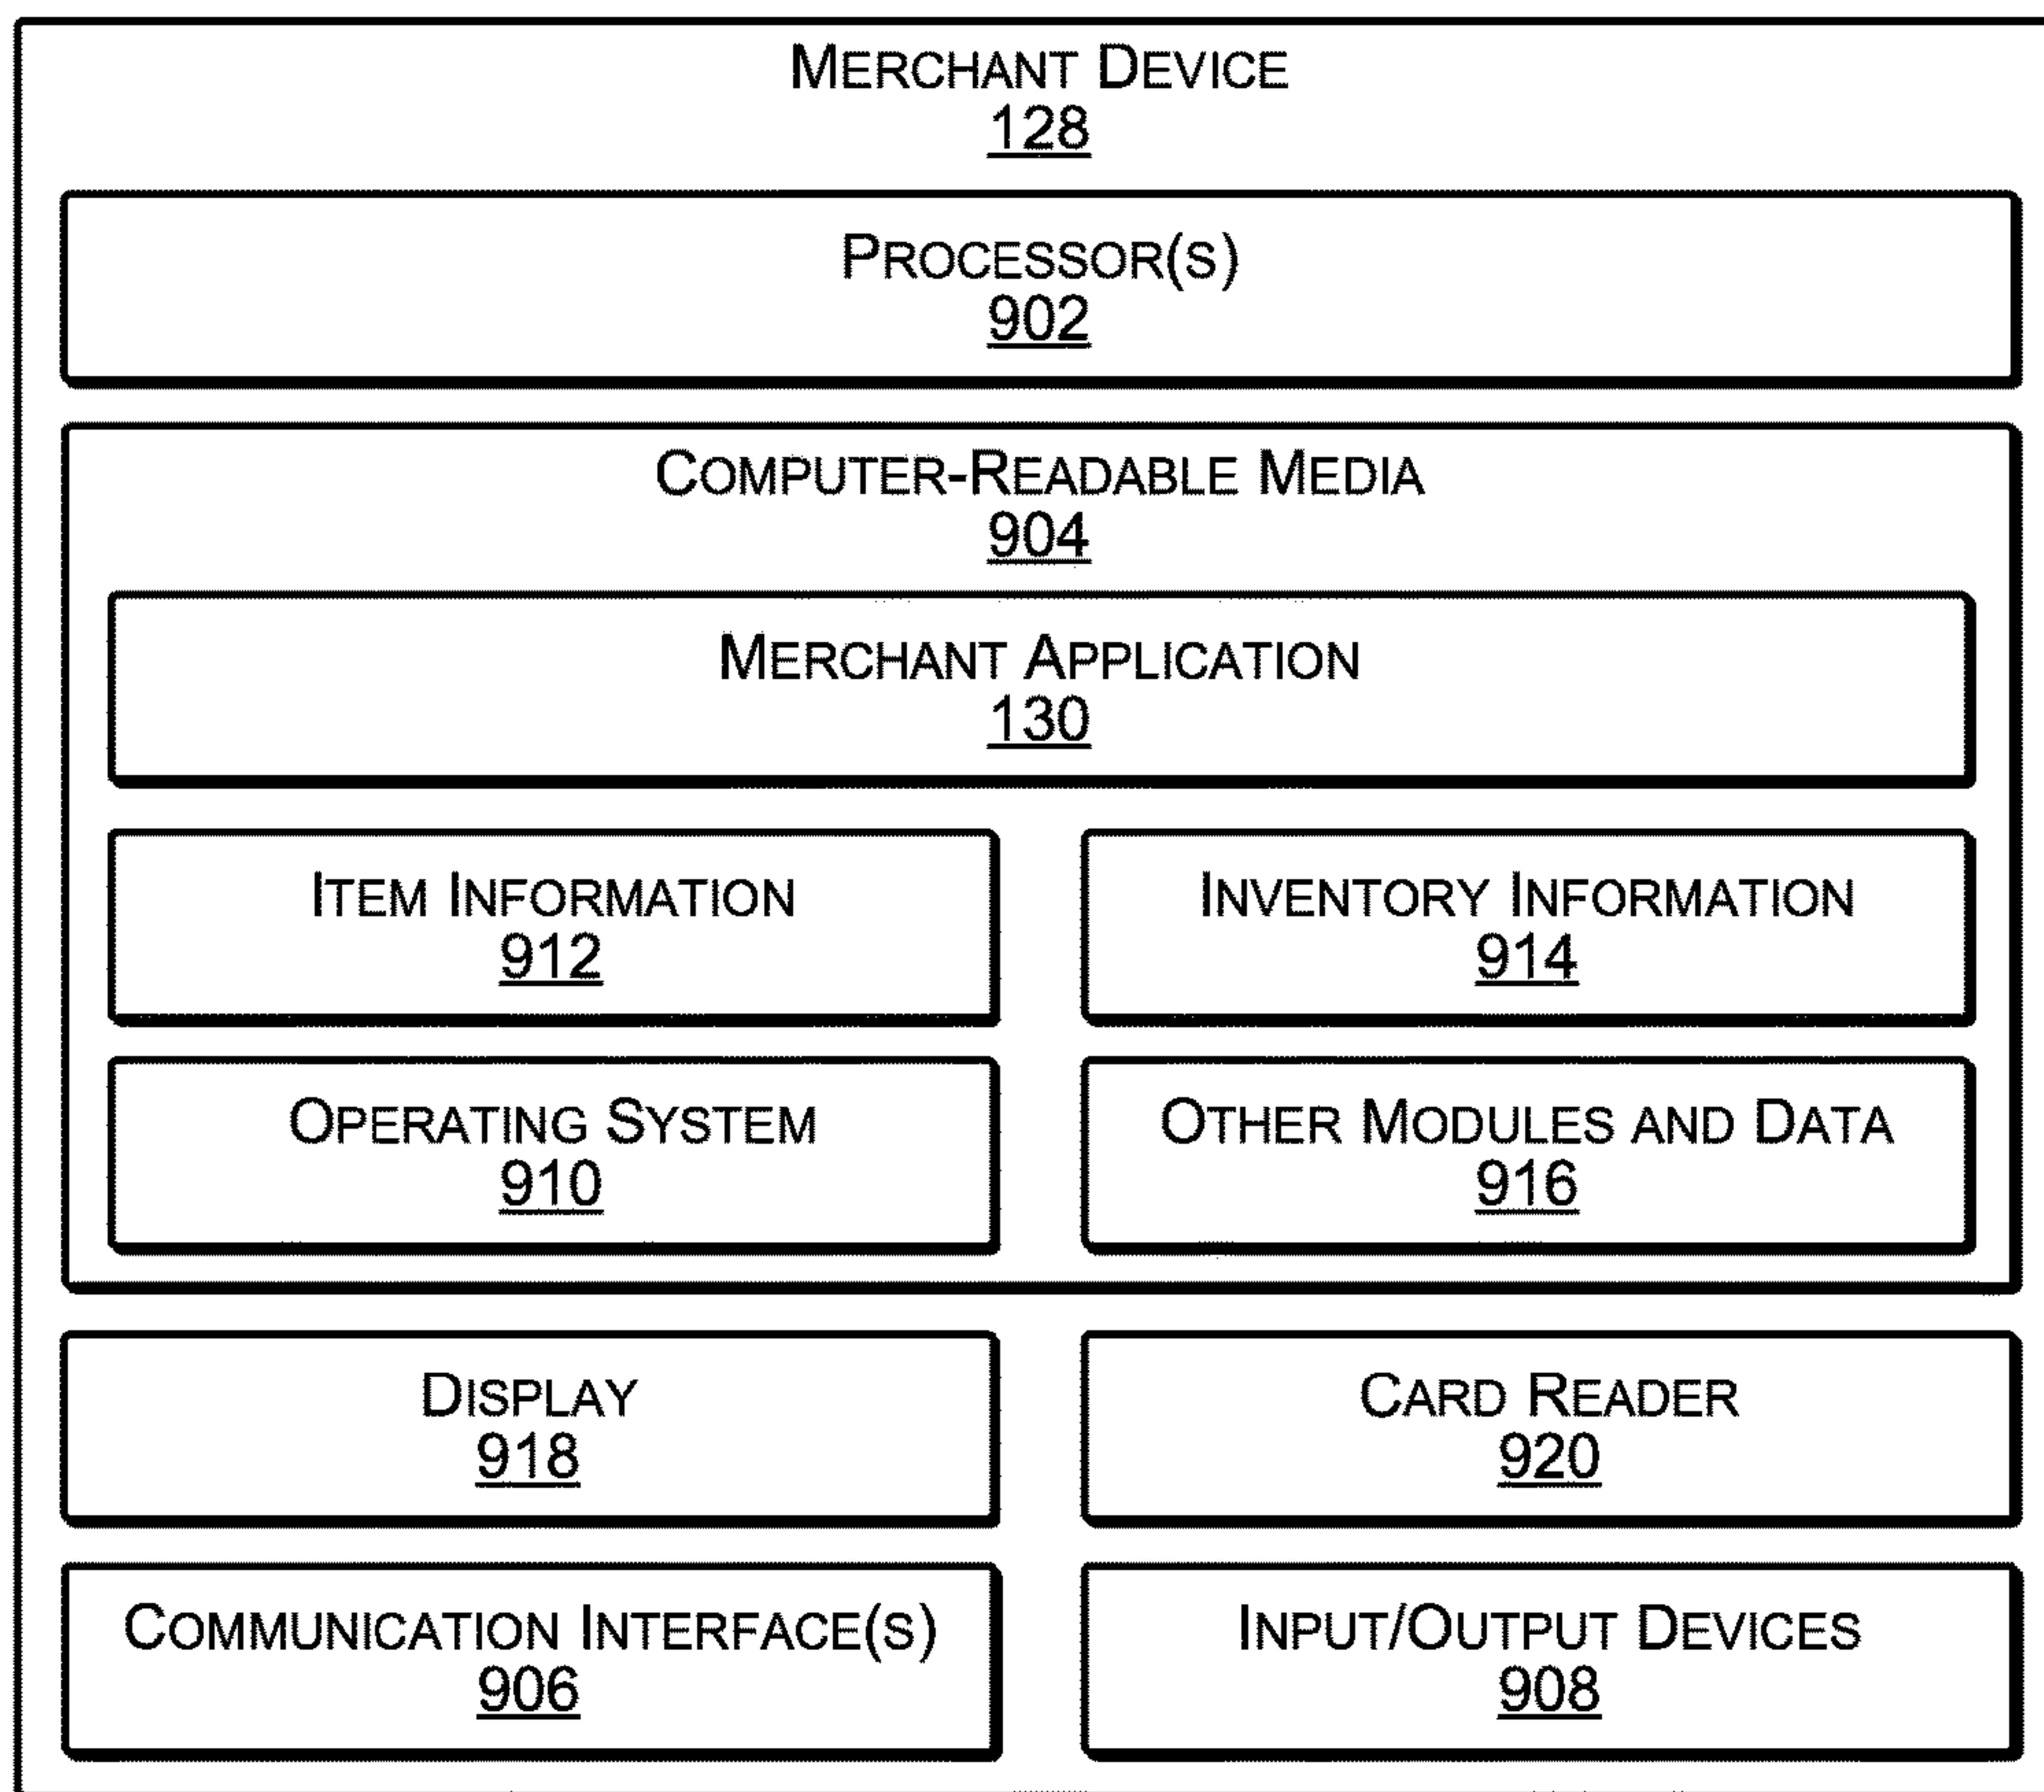 MERCHANT DEVICE
128
PROCESSOR(S)
902
COMPUTER-READABLE MEDIA
904
MERCHANT APPLICATION
130
ITEM INFORMATION
912
INVENTORY INFORMATION
914
OPERATING SYSTEM
910
OTHER MODULES AND DATA
916
DISPLAY
918
CARD READER
920
COMMUNICATION INTERFACE(S)
906
INPUT/OUTPUT DEVICES
908